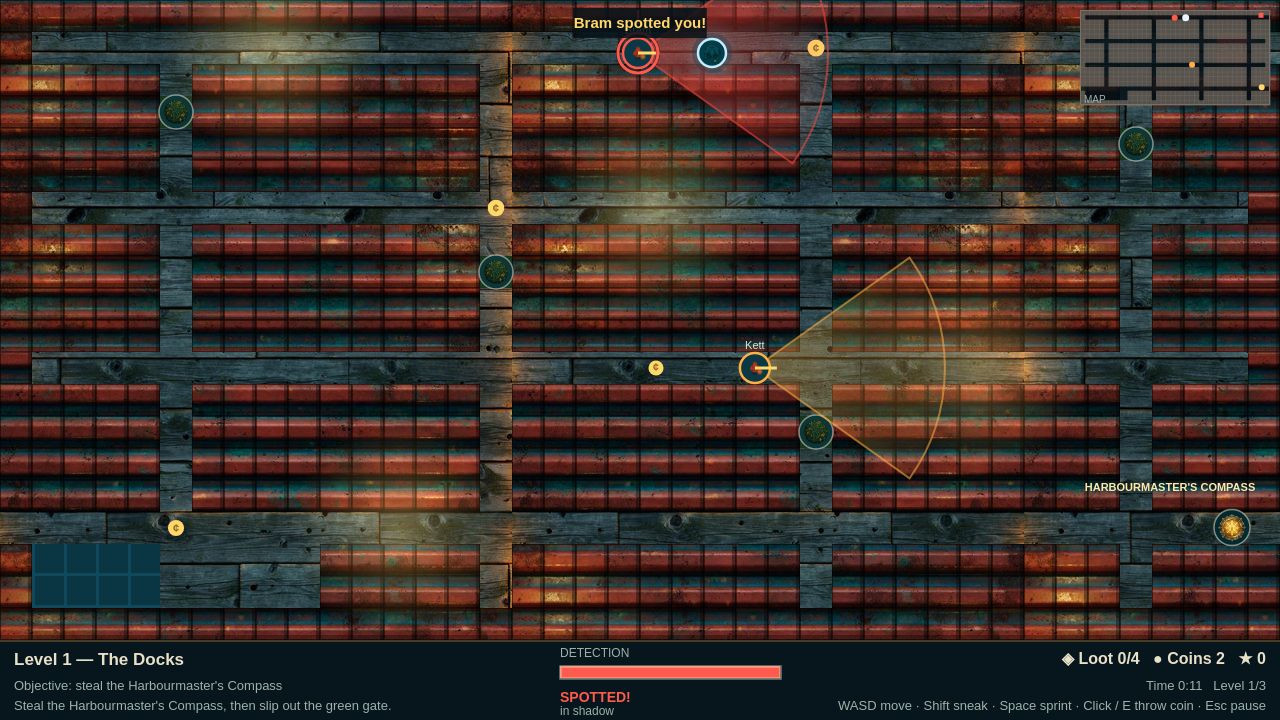 Bram spotted you!
MAP
Kett
HARBOURMASTER'S COMPASS
Level 1 — The Docks
Objective: steal the Harbourmaster's Compass
Steal the Harbourmaster's Compass, then slip out the green gate.
DETECTION
SPOTTED!
in shadow
◈ Loot 0/4 ● Coins 2 ★ 0
Time 0:11 Level 1/3
WASD move · Shift sneak · Space sprint · Click / E throw coin · Esc pause